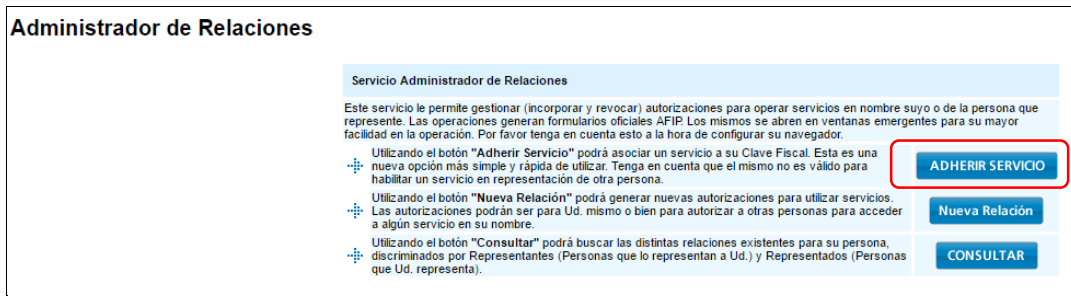 Administrador de Relaciones
Servicio Administrador de Relaciones
Este servicio le permite gestionar (incorporar y revocar) autorizaciones para operar servicios en nombre suyo o de la persona que
represente. Las operaciones generan formularios oficiales AFIP. Los mismos se abren en ventanas emergentes para su mayor
facilidad en la operación. Por favor tenga en cuenta esto a la hora de configurar su navegador.
Utilizando el botón "Adherir Servicio" podrá asociar un servicio a su Clave Fiscal. Esta es una
nueva opción más simple y rápida de utilizar. Tenga en cuenta que el mismo no es válido para
habilitar un servicio en representación de otra persona.
ADHERIR SERVICIO
Utilizando el botón "Nueva Relación" podrá generar nuevas autorizaciones para utilizar servicios.
Las autorizaciones podrán ser para Ud. mismo o bien para autorizar a otras personas para acceder
a algún servicio en su nombre.
Nueva Relación
Utilizando el botón "Consultar" podrá buscar las distintas relaciones existentes para su persona,
discriminados por Representantes (Personas que lo representan a Ud.) y Representados (Personas
que Ud. representa).
CONSULTAR